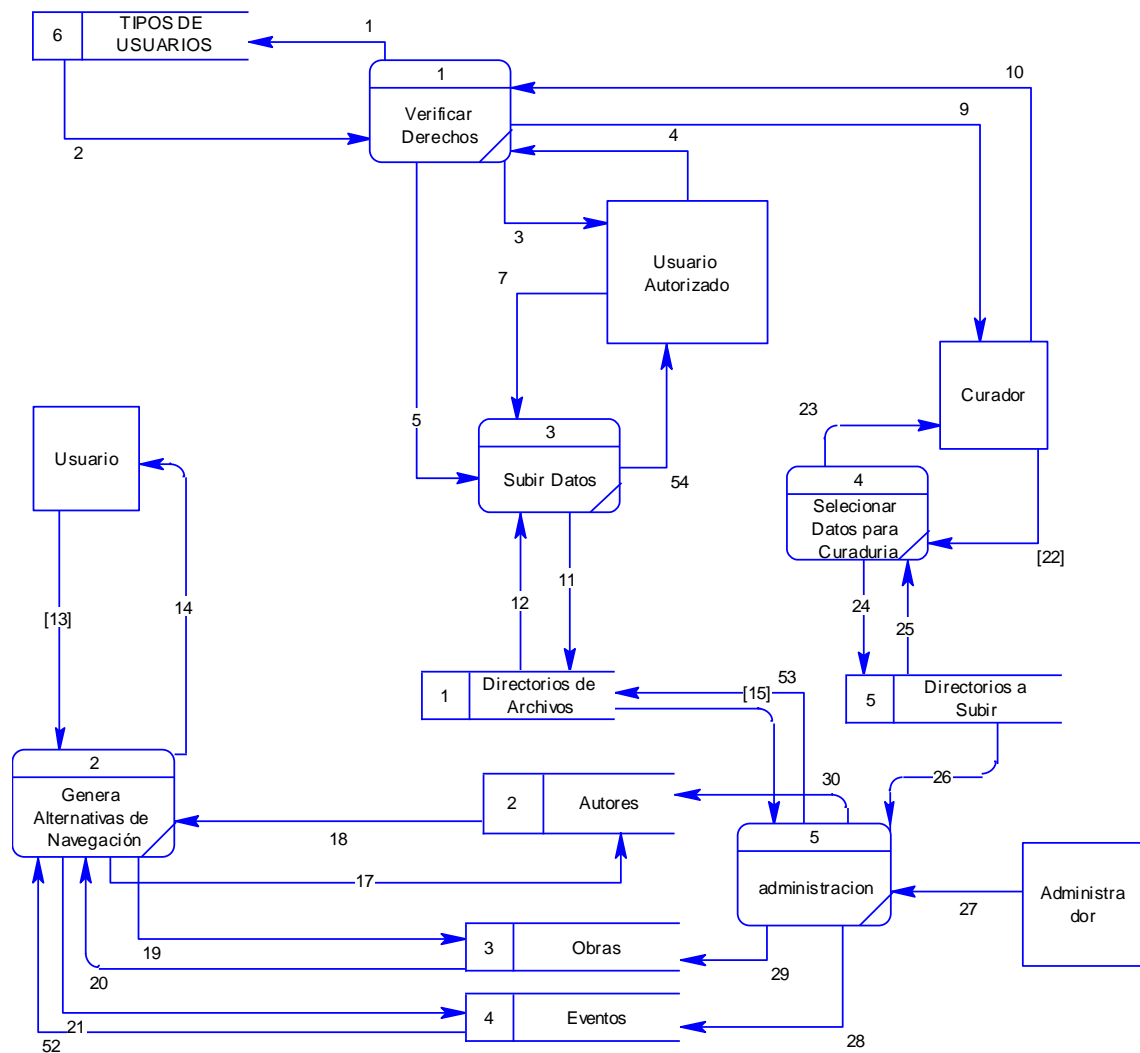 6
TIPOS DE
USUARIOS
1
1
Verificar
Derechos
10
9
4
2
3
Usuario
Autorizado
7
Curador
23
5
Usuario
3
Subir Datos
54
4
Selecionar
Datos para
Curaduria
[22]
14
[13]
12
11
24
25
53
1
Directorios de
Archivos
[15]
5
Directorios a
Subir
2
Genera
Alternativas de
Navegación
26
30
2
Autores
18
5
administracion
Administra
dor
27
17
19
3
Obras
29
20
4
Eventos
21
52
28